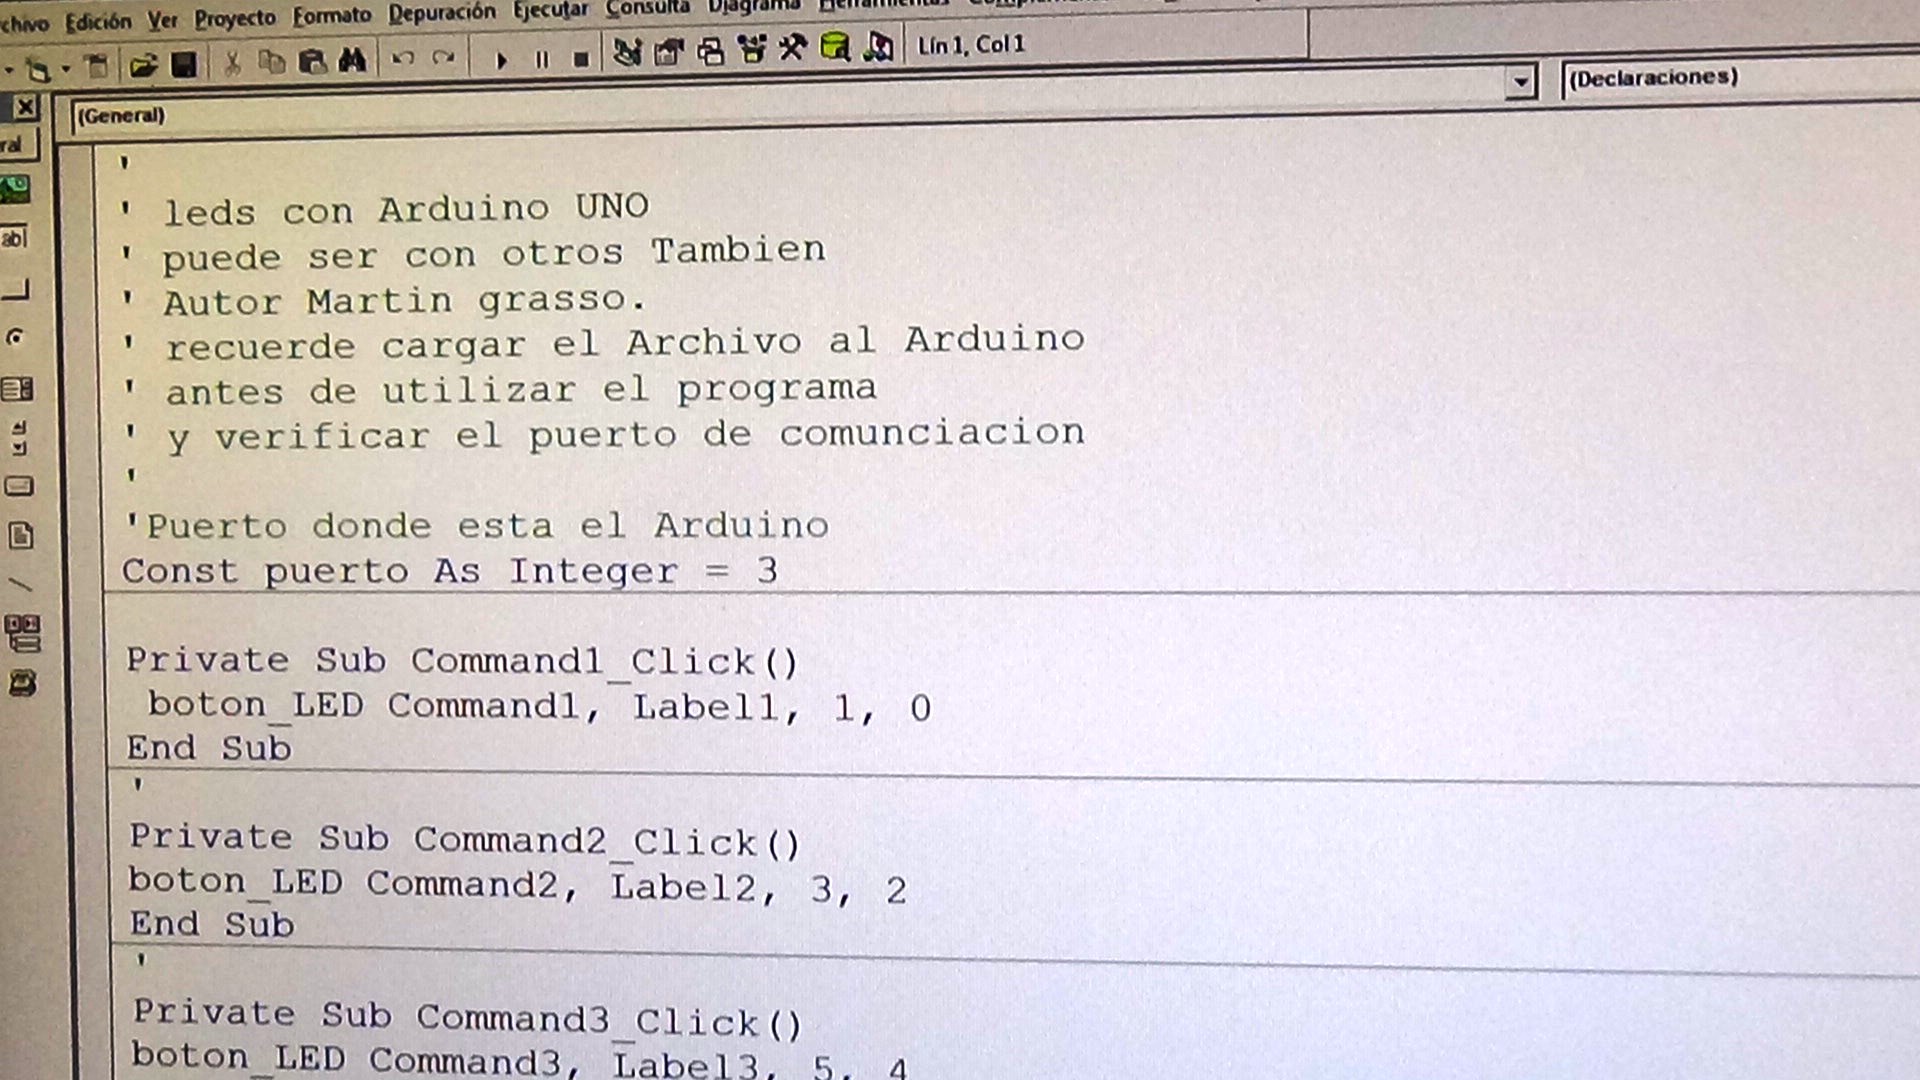 chivo Edición Ver Proyecto Formato Depuración Ejecutar Consulta Diagrama Herramientas
Lín 1, Col 1
(General) (Declaraciones)
ral
ab
'
' leds con Arduino UNO
' puede ser con otros Tambien
' Autor Martin grasso.
' recuerde cargar el Archivo al Arduino
' antes de utilizar el programa
' y verificar el puerto de comunciacion
'
'Puerto donde esta el Arduino
Const puerto As Integer = 3
Private Sub Command1_Click()
boton_LED Command1, Label1, 1, 0
End Sub
'
Private Sub Command2_Click()
boton_LED Command2, Label2, 3, 2
End Sub
'
Private Sub Command3_Click()
boton_LED Command3, Label3, 5, 4